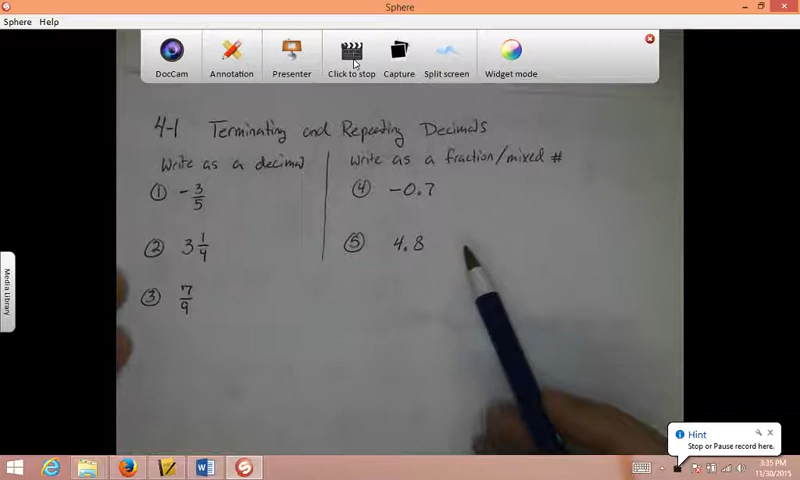 Sphere
Sphere Help
DocCam Annotation Presenter Click to stop Capture Split screen Widget mode
4-1 Terminating and Repeating Decimals
Write as a decimal
① -3/5
② 3 1/4
③ 7/9
Write as a fraction/mixed #
④ -0.7
⑤ 4.8
Media Library
Hint
Stop or Pause record here.
3:35 PM
11/30/2015